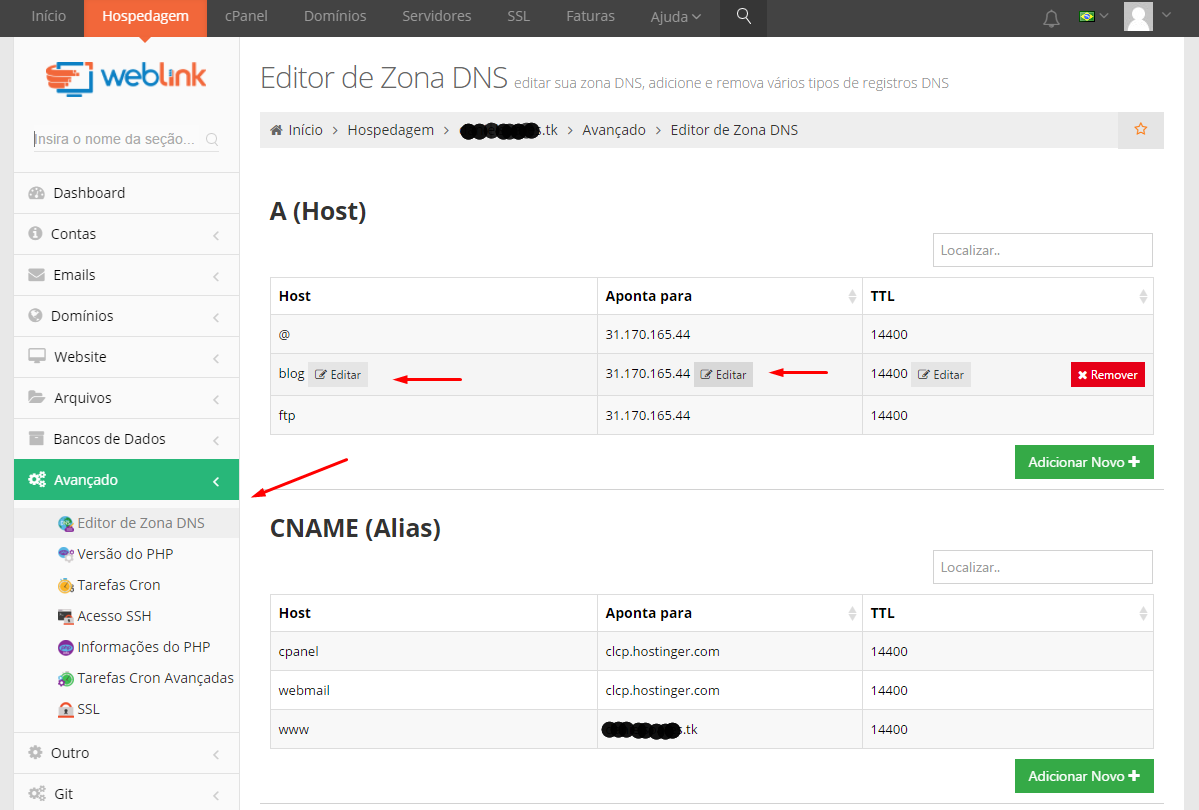 Início Hospedagem cPanel Domínios Servidores SSL Faturas Ajuda
weblink
Insira o nome da seção...
Dashboard
Contas
Emails
Domínios
Website
Arquivos
Bancos de Dados
Avançado
Editor de Zona DNS
Versão do PHP
Tarefas Cron
Acesso SSH
Informações do PHP
Tarefas Cron Avançadas
SSL
Outro
Git
Editor de Zona DNS editar sua zona DNS, adicione e remova vários tipos de registros DNS
Início > Hospedagem > s.tk > Avançado > Editor de Zona DNS
A (Host)
Localizar..
Host Aponta para TTL
@ 31.170.165.44 14400
blog Editar 31.170.165.44 Editar 14400 Editar Remover
ftp 31.170.165.44 14400
Adicionar Novo
CNAME (Alias)
Localizar..
Host Aponta para TTL
cpanel clcp.hostinger.com 14400
webmail clcp.hostinger.com 14400
www s.tk 14400
Adicionar Novo